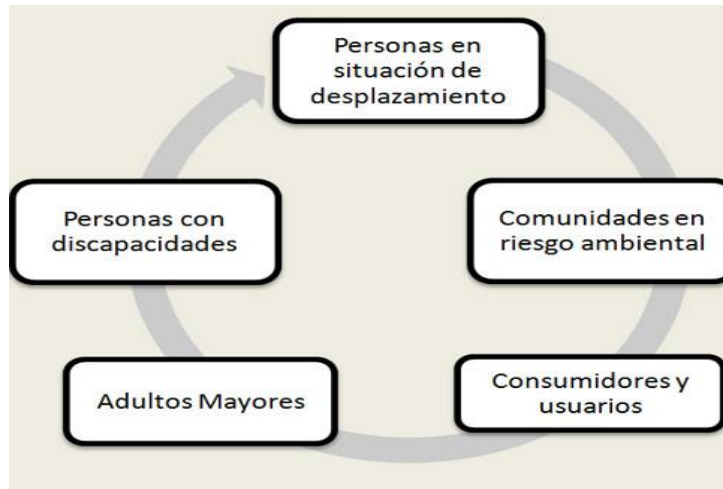 Personas en
situación de
desplazamiento
Comunidades en
riesgo ambiental
Consumidores y
usuarios
Adultos Mayores
Personas con
discapacidades